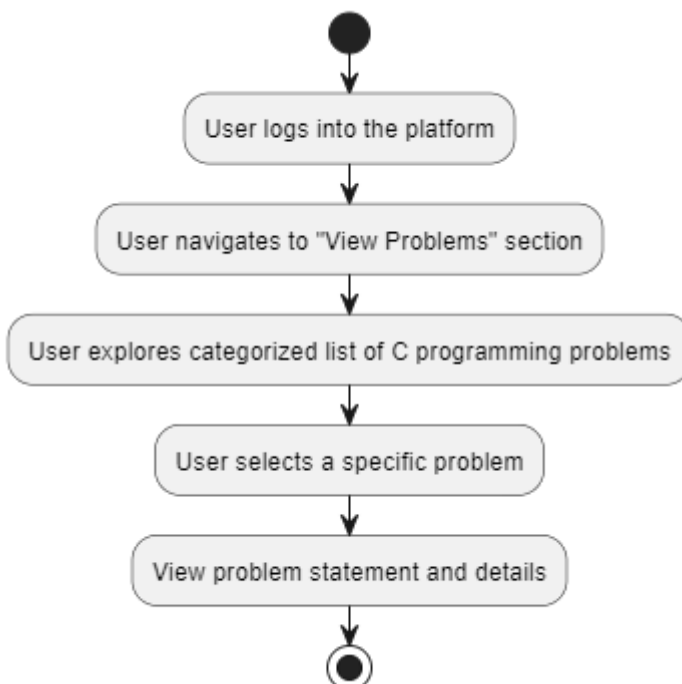 User logs into the platform
User navigates to "View Problems" section
User explores categorized list of C programming problems
User selects a specific problem
View problem statement and details